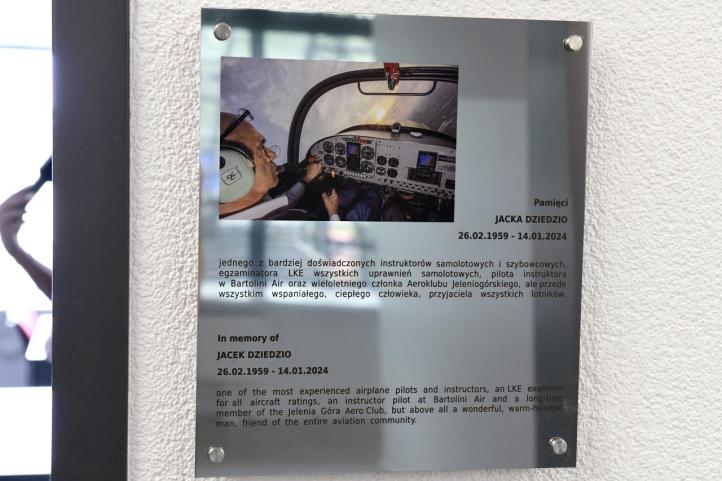 Pamięci
JACKA DZIEDZIO
26.02.1959 - 14.01.2024
jednego z bardziej doświadczonych instruktorów samolotowych i szybowcowych,
egzaminatora LKE wszystkich uprawnień samolotowych, pilota instruktora
w Bartolini Air oraz wieloletniego członka Aeroklubu Jeleniogórskiego, ale przede
wszystkim wspaniałego, ciepłego człowieka, przyjaciela wszystkich lotników.
In memory of
JACEK DZIEDZIO
26.02.1959 - 14.01.2024
one of the most experienced airplane pilots and instructors, an LKE examiner
for all aircraft ratings, an instructor pilot at Bartolini Air and a long-time
member of the Jelenia Góra Aero Club, but above all a wonderful, warm-hearted
man, friend of the entire aviation community.